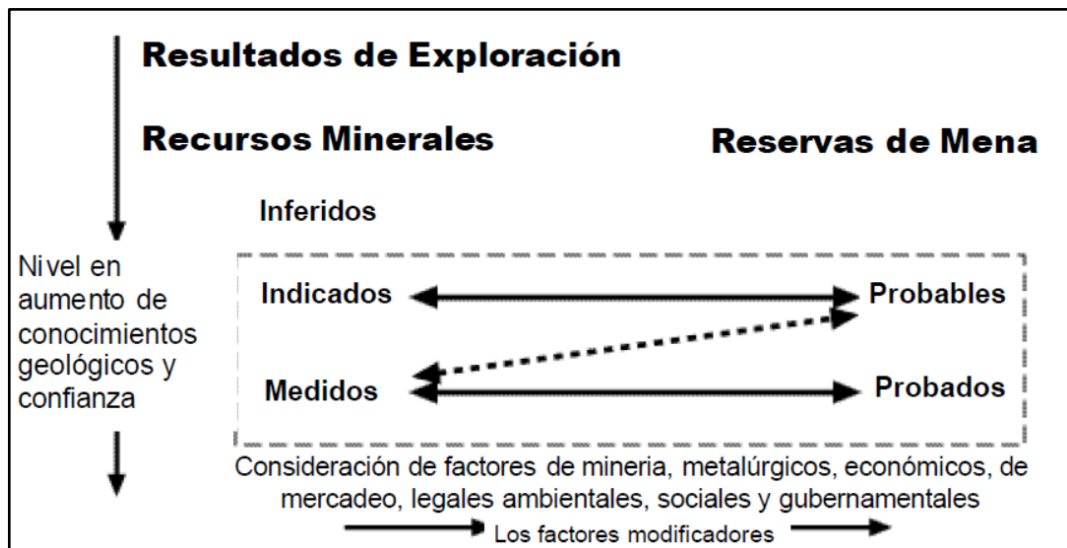 Resultados de Exploración
Recursos Minerales
Reservas de Mena
Inferidos
Nivel en
aumento de
conocimientos
geológicos y
confianza
Indicados
Probables
Medidos
Probados
Consideración de factores de mineria, metalúrgicos, económicos, de
mercadeo, legales ambientales, sociales y gubernamentales
Los factores modificadores